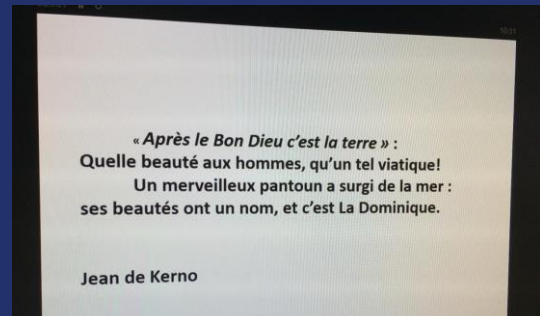 « Après le Bon Dieu c’est la terre » :
Quelle beauté aux hommes, qu’un tel viatique!
Un merveilleux pantoun a surgi de la mer :
ses beautés ont un nom, et c’est La Dominique.
Jean de Kerno